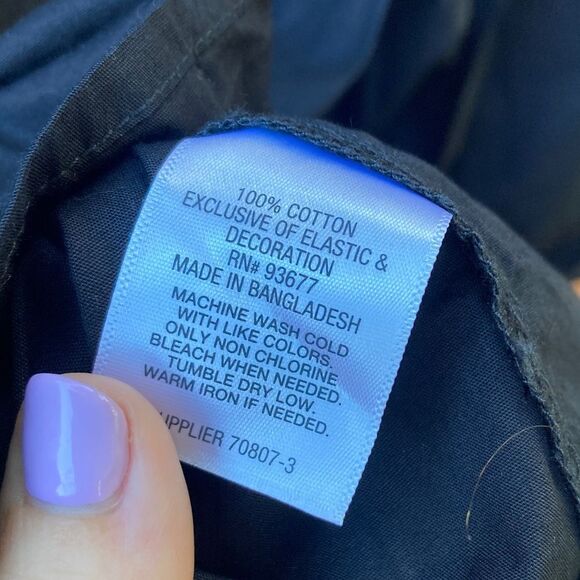 100% COTTON
EXCLUSIVE OF ELASTIC &
DECORATION
RN# 93677
MADE IN BANGLADESH
MACHINE WASH COLD
WITH LIKE COLORS.
ONLY NON CHLORINE
BLEACH WHEN NEEDED.
TUMBLE DRY LOW.
WARM IRON IF NEEDED.
UPPLIER 70807-3